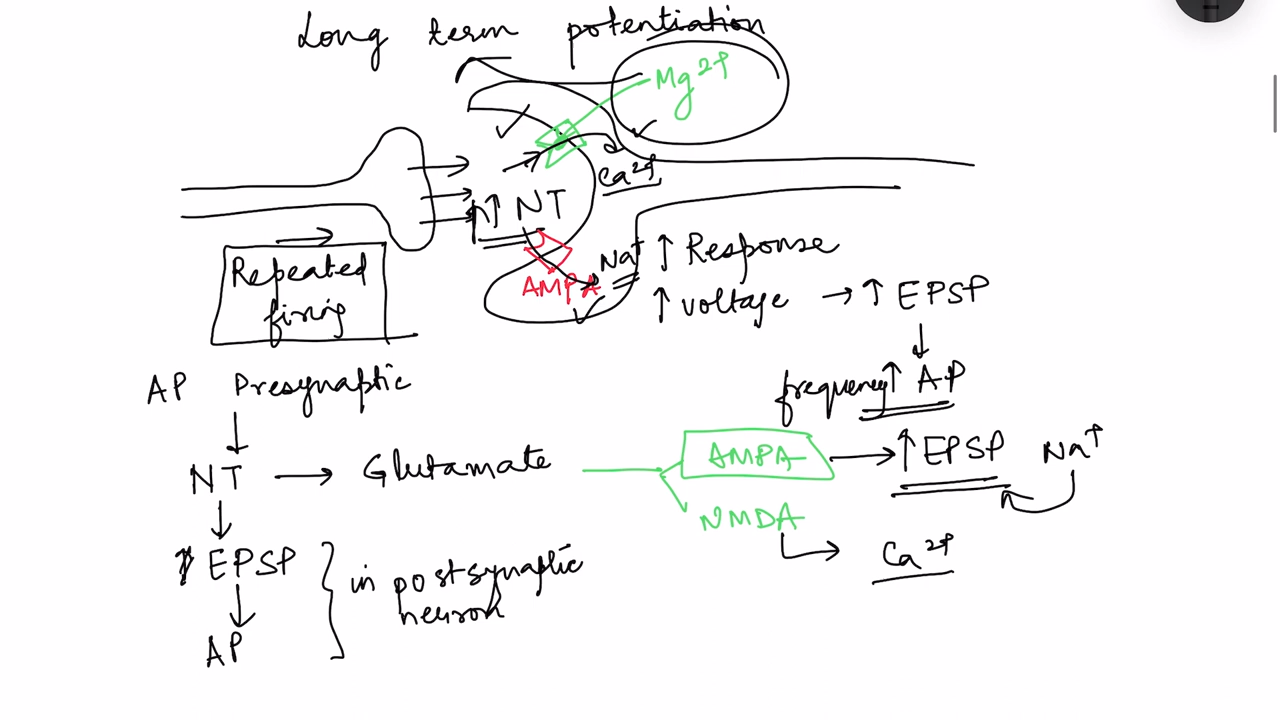 Long term potentiation
Mg2+
Ca2+
↑ NT
Na+
AMPA
↑ Response
↑ voltage → ↑ EPSP
Repeated
firing
frequency↑ AP
AP Presynaptic
AMPA → ↑ EPSP Na+
NT → Glutamate
NMDA
Ca2+
↑ EPSP
in postsynaptic
neuron
AP